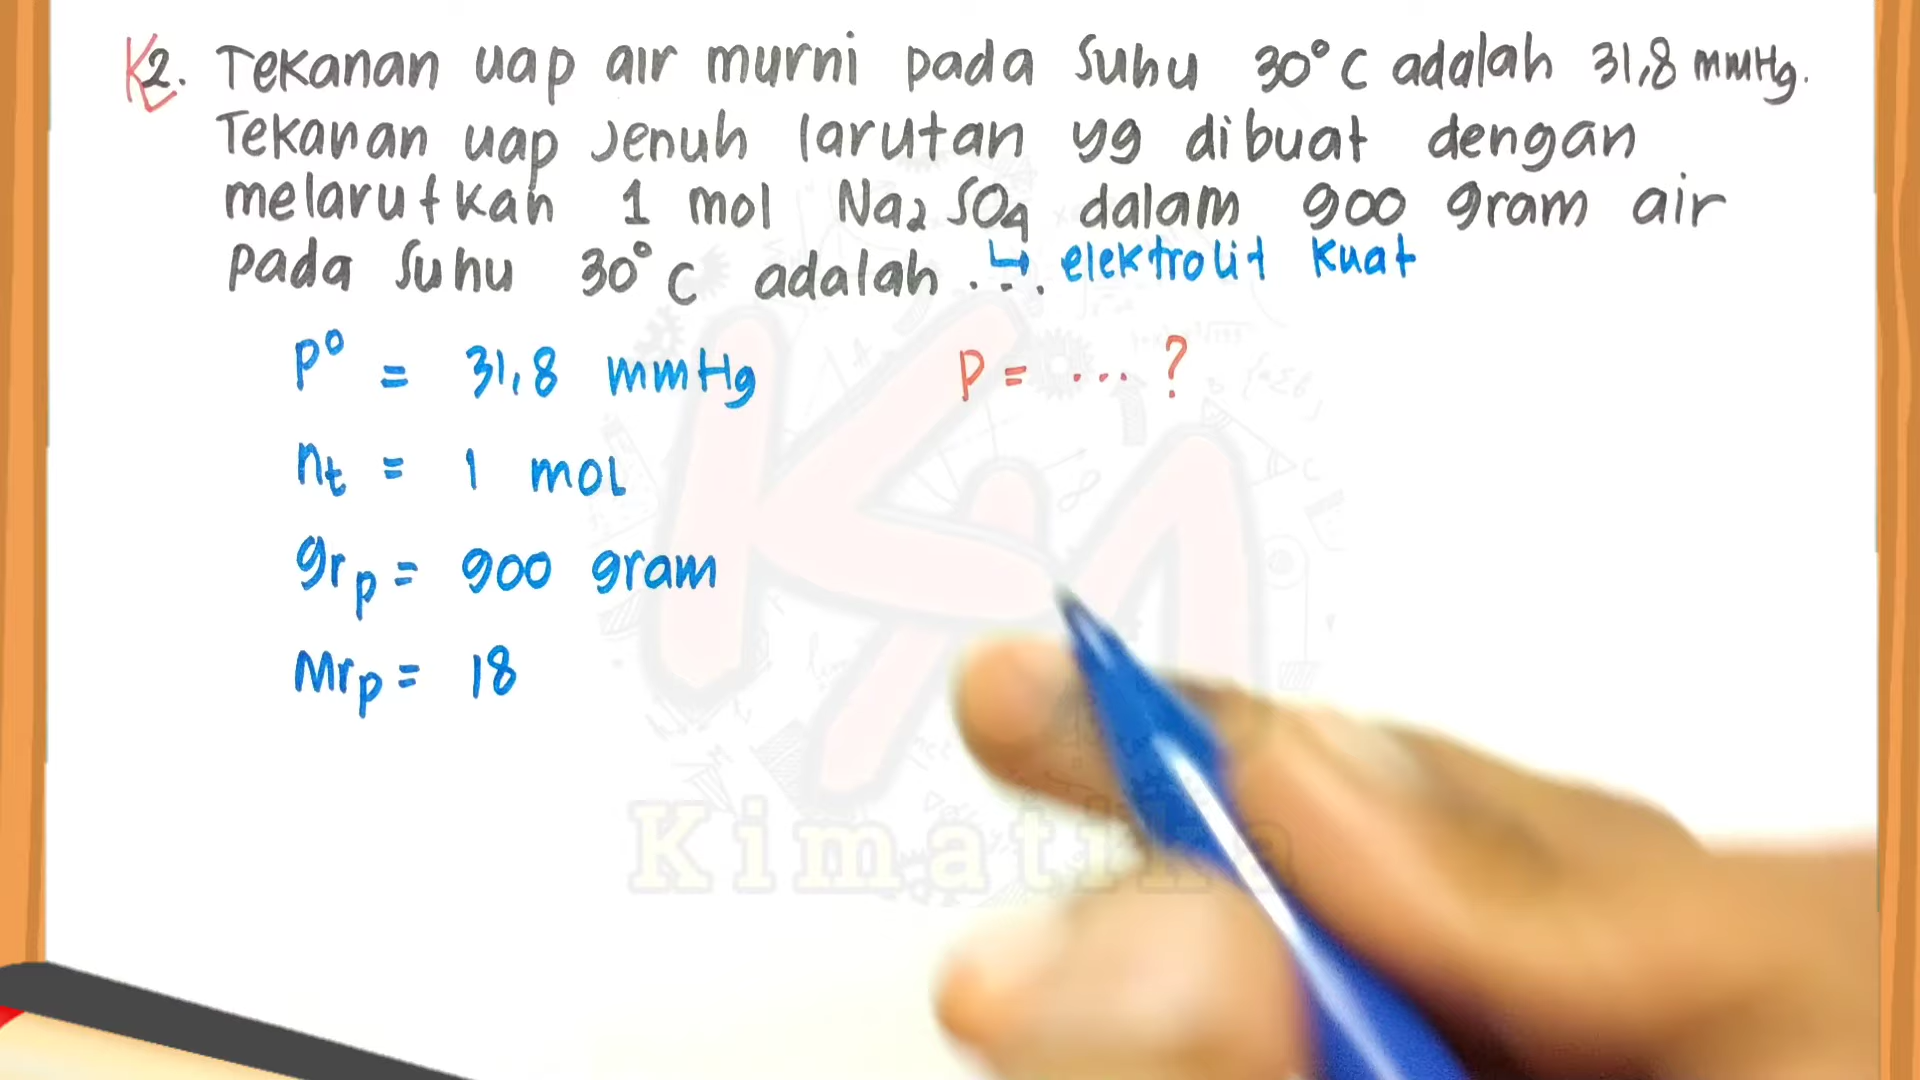 K2. Tekanan uap air murni pada suhu 30°C adalah 31,8 mmHg.
Tekanan uap jenuh larutan yg dibuat dengan
melarutkan 1 mol Na₂SO₄ dalam 900 gram air
pada suhu 30°C adalah .... ↳ elektrolit kuat
P° = 31,8 mmHg
P = ... ?
nt = 1 mol
grp = 900 gram
Mrp = 18
Kimatika